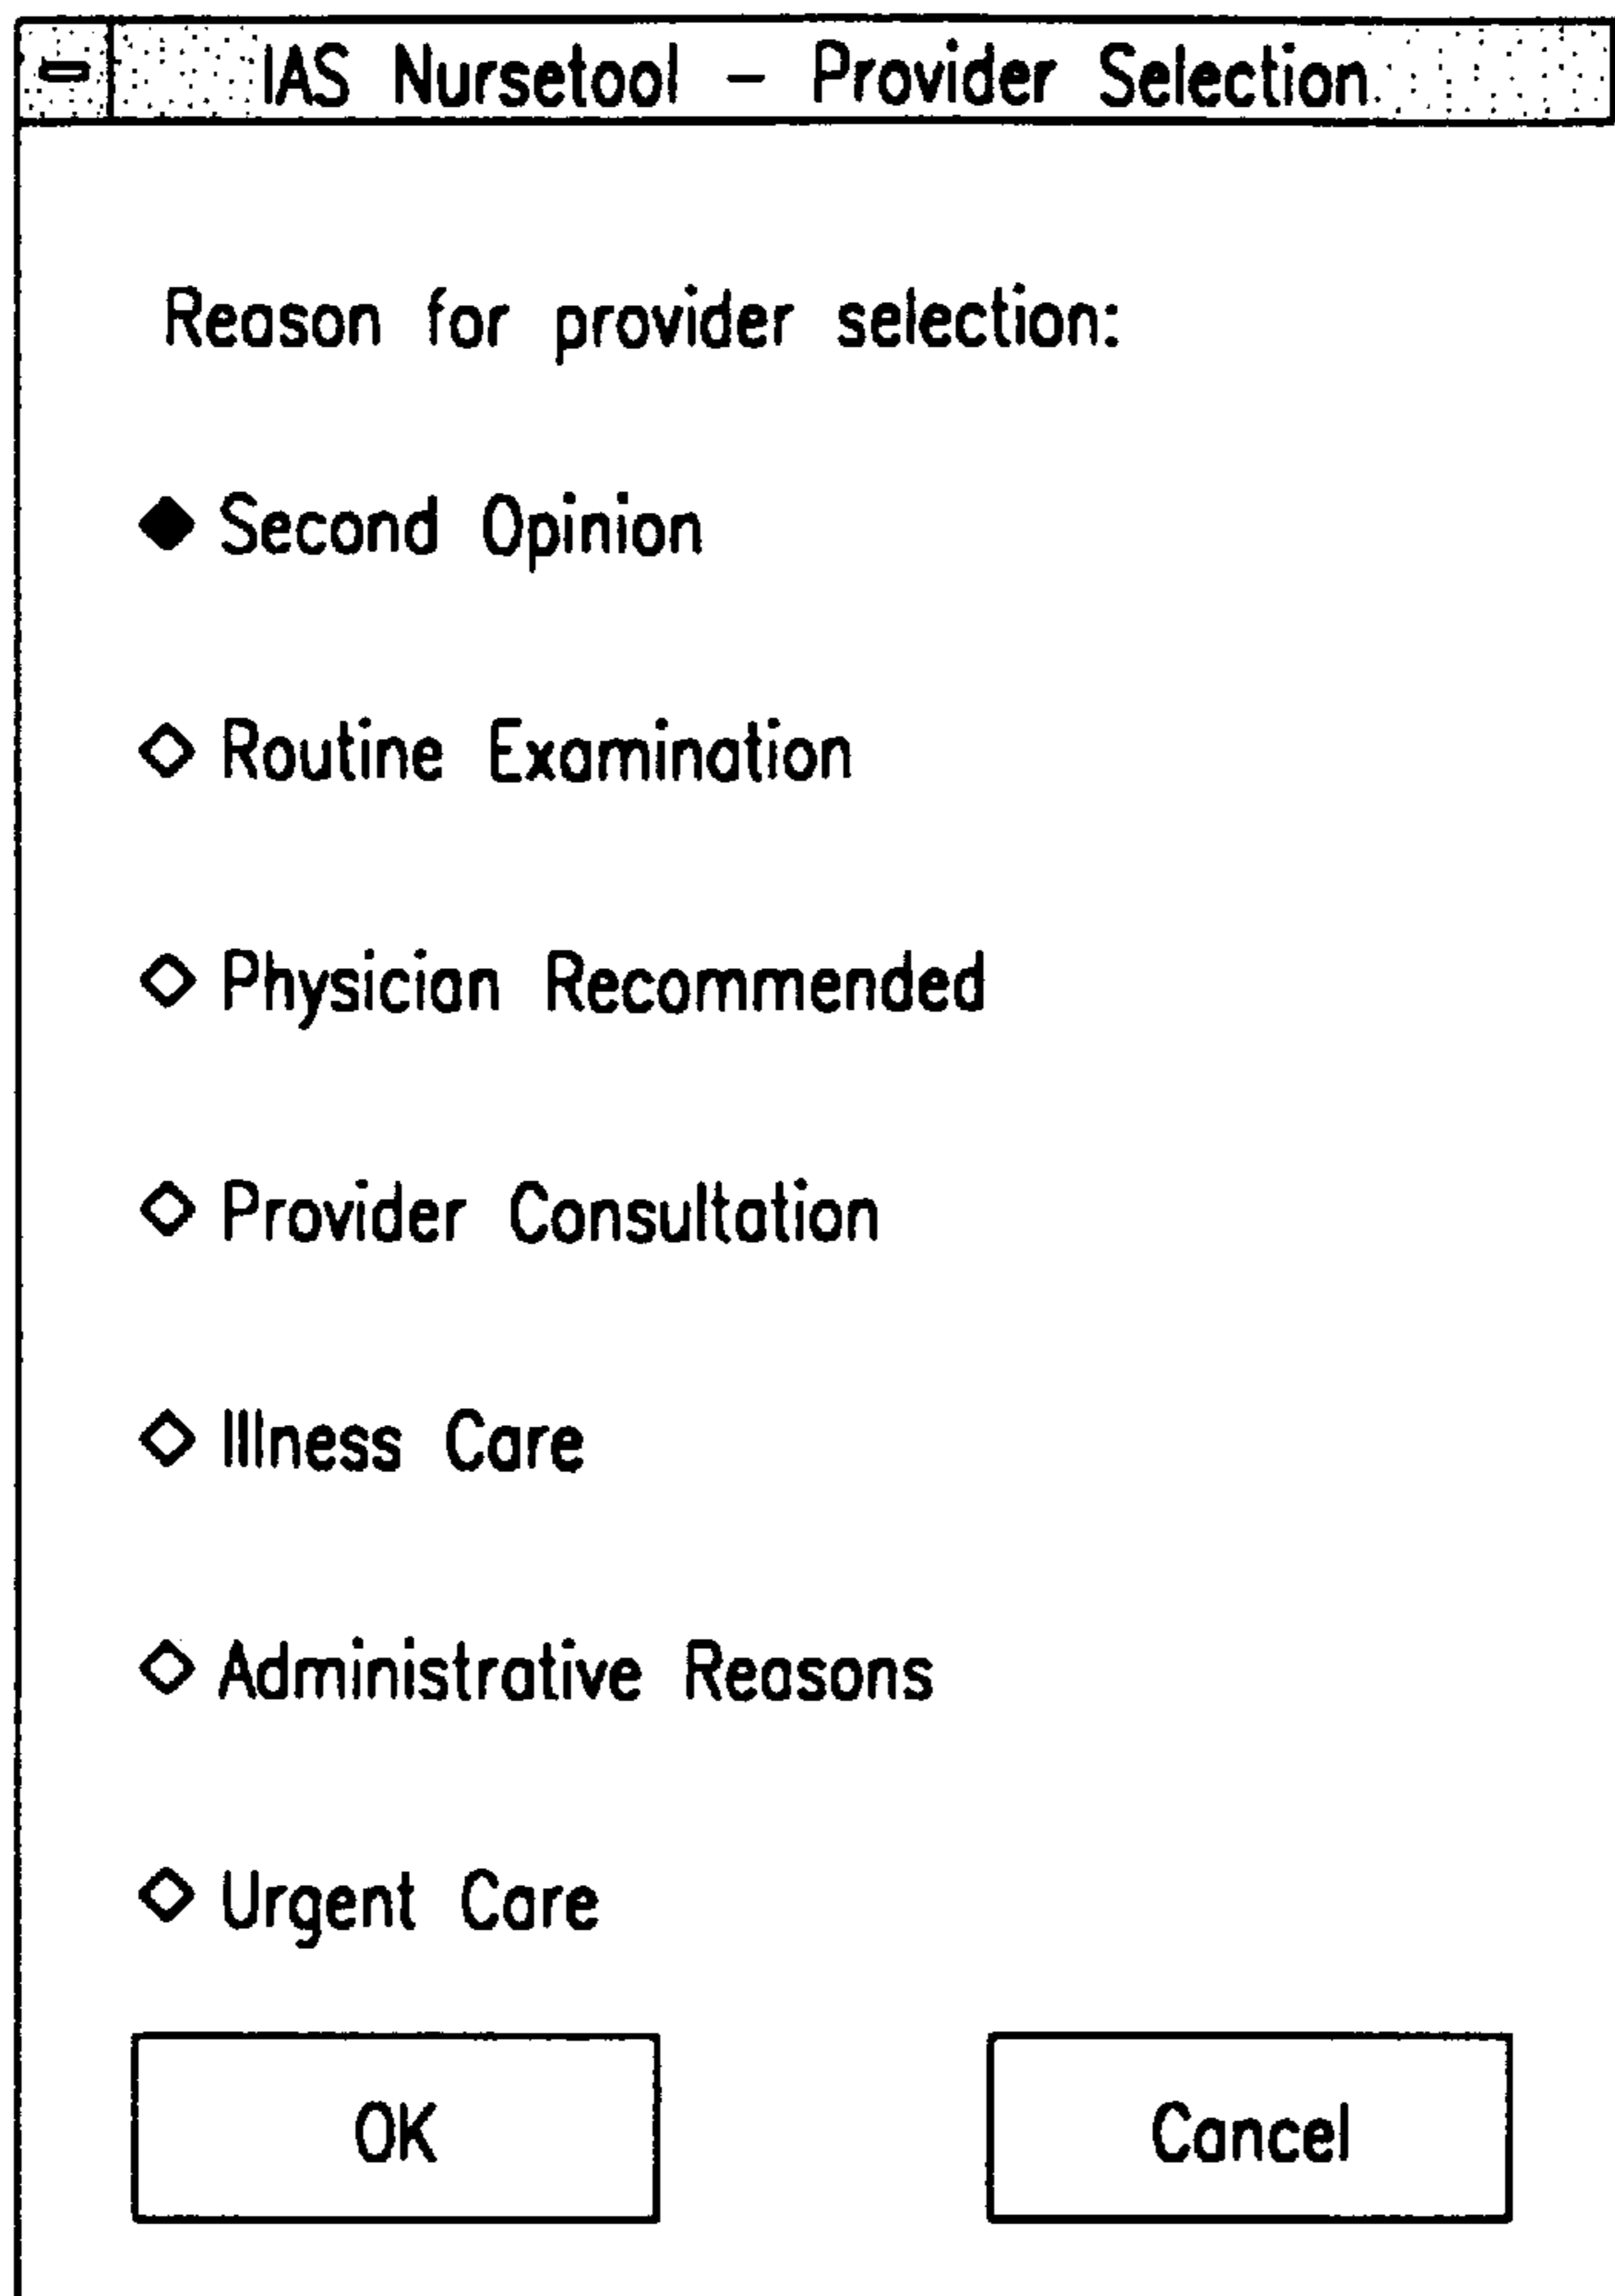 IAS Nursetool – Provider Selection
Reason for provider selection:
Second Opinion
Routine Examination
Physician Recommended
Provider Consultation
Illness Care
Administrative Reasons
Urgent Care
OK Cancel